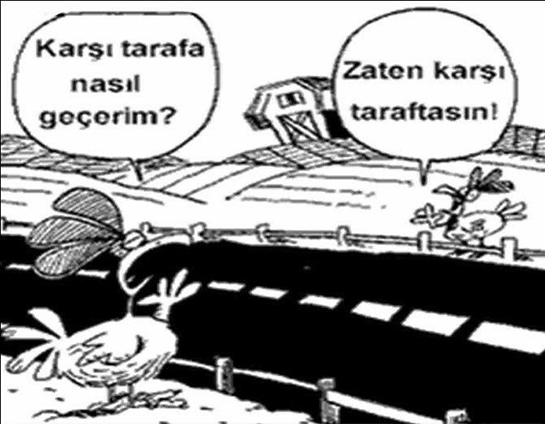 Karşı tarafa
nasıl
geçerim?
Zaten karşı
taraftasın!